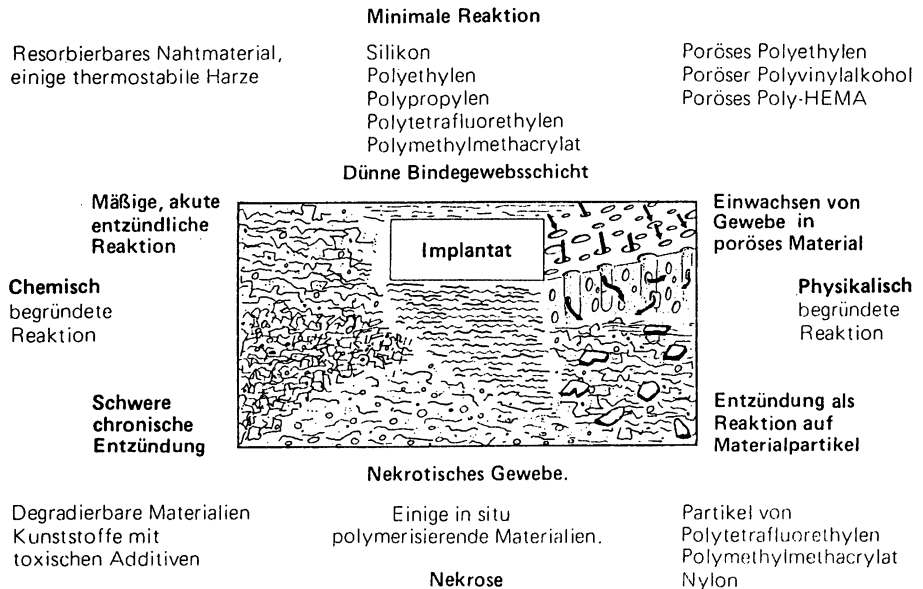 Minimale Reaktion
Resorbierbares Nahtmaterial,
einige thermostabile Harze
Silikon
Polyethylen
Polypropylen
Polytetrafluorethylen
Polymethylmethacrylat
Poröses Polyethylen
Poröser Polyvinylalkohol
Poröses Poly-HEMA
Dünne Bindegewebsschicht
Mäßige, akute
entzündliche
Reaktion
Implantat
Einwachsen von
Gewebe in
poröses Material
Chemisch
begründete
Reaktion
Physikalisch
begründete
Reaktion
Schwere
chronische
Entzündung
Entzündung als
Reaktion auf
Materialpartikel
Nekrotisches Gewebe.
Degradierbare Materialien
Kunststoffe mit
toxischen Additiven
Einige in situ
polymerisierende Materialien.
Partikel von
Polytetrafluorethylen
Polymethylmethacrylat
Nylon
Nekrose